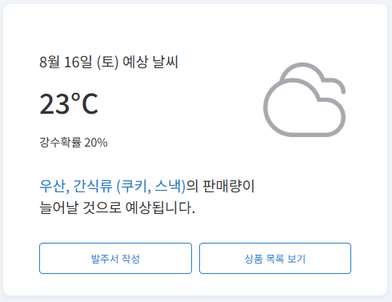 8월 16일 (토) 예상 날씨
23°C
강수확률 20%
우산, 간식류 (쿠키, 스낵)의 판매량이
늘어날 것으로 예상됩니다.
발주서 작성
상품 목록 보기